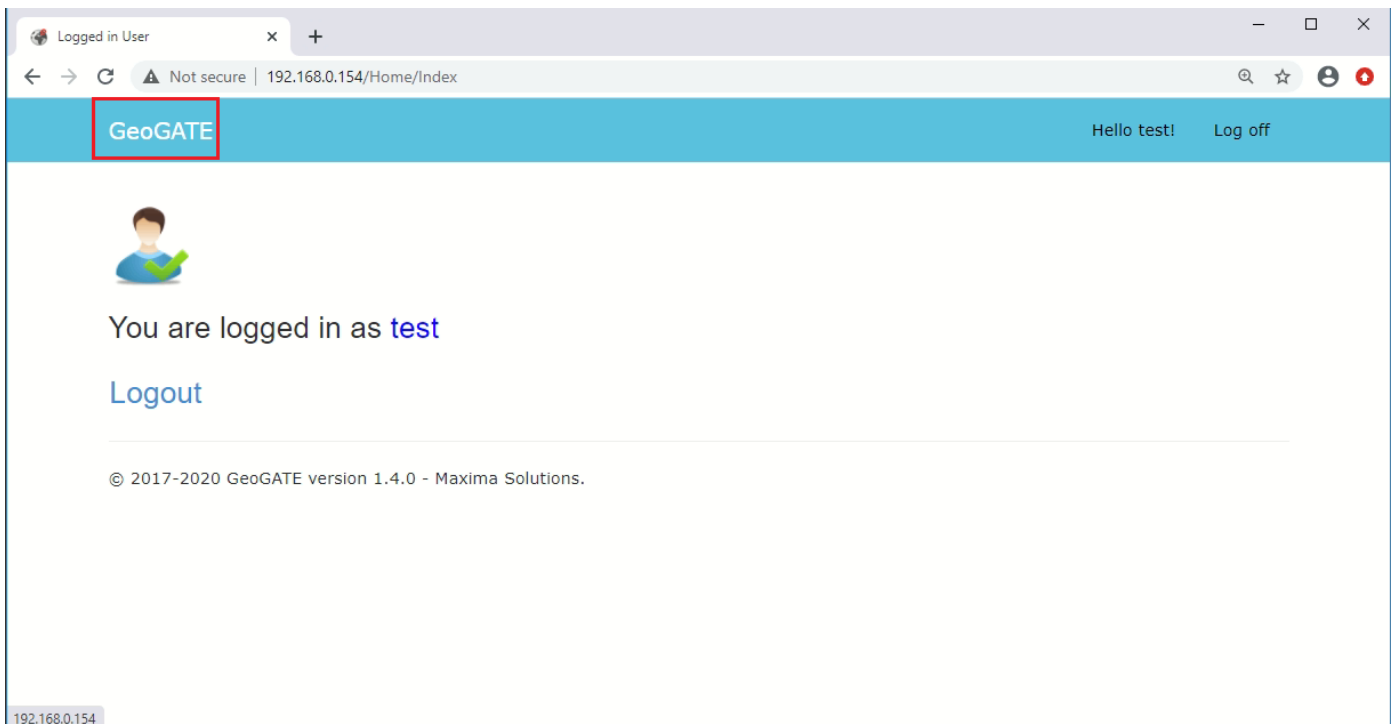 Logged in User
Not secure | 192.168.0.154/Home/Index
GeoGATE Hello test! Log off
You are logged in as test
Logout
© 2017-2020 GeoGATE version 1.4.0 - Maxima Solutions.
192.168.0.154